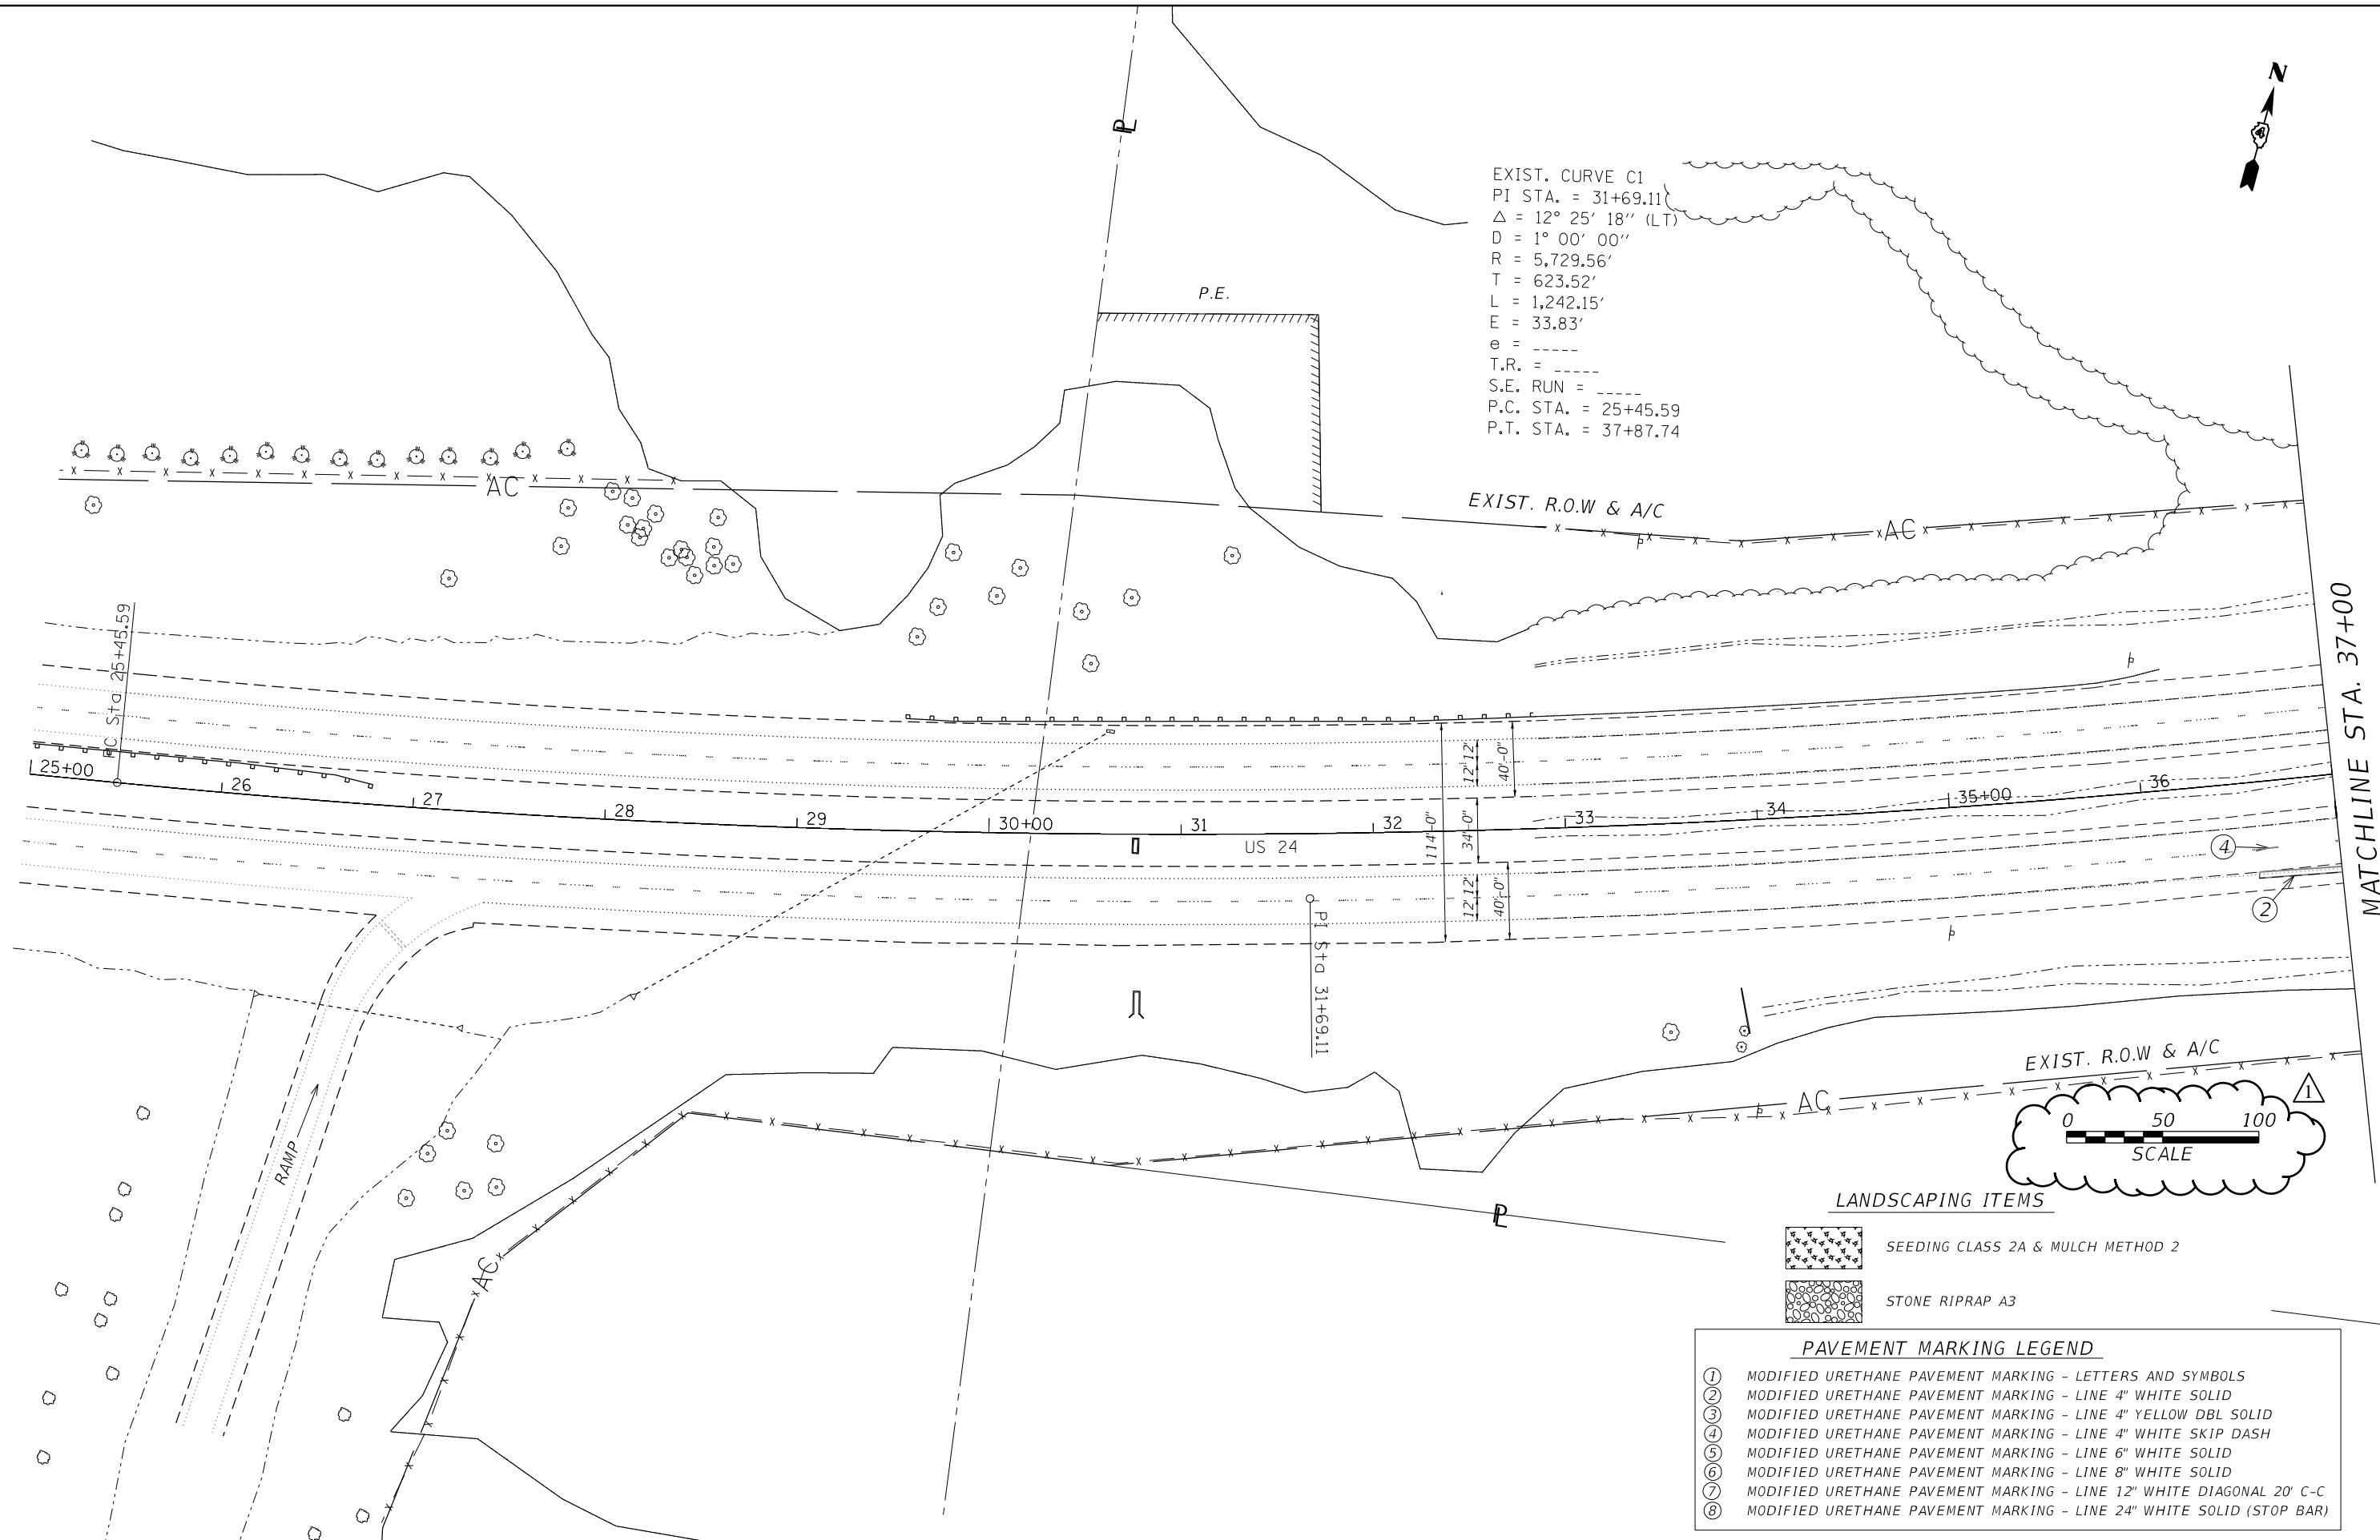 N
PL
EXIST. CURVE C1
PI STA. = 31+69.11
Δ = 12° 25' 18'' (LT)
D = 1° 00' 00''
R = 5,729.56'
T = 623.52'
L = 1,242.15'
E = 33.83'
e = _____
T.R. = _____
S.E. RUN = _____
P.C. STA. = 25+45.59
P.T. STA. = 37+87.74
P.E.
AC
EXIST. R.O.W & A/C
AC
PC Sta 25+45.59
MATCHLINE STA. 37+00
25+00
26
27
28
29
30+00
31
32
33
34
35+00
36
US 24
12' 12'
40'-0"
114'-0"
34'-0"
12' 12'
40'-0"
4
2
PI Sta 31+69.11
RAMP
EXIST. R.O.W & A/C
AC
AC
PL
1
0 50 100
SCALE
LANDSCAPING ITEMS
SEEDING CLASS 2A & MULCH METHOD 2
STONE RIPRAP A3
PAVEMENT MARKING LEGEND
1 MODIFIED URETHANE PAVEMENT MARKING - LETTERS AND SYMBOLS
2 MODIFIED URETHANE PAVEMENT MARKING - LINE 4" WHITE SOLID
3 MODIFIED URETHANE PAVEMENT MARKING - LINE 4" YELLOW DBL SOLID
4 MODIFIED URETHANE PAVEMENT MARKING - LINE 4" WHITE SKIP DASH
5 MODIFIED URETHANE PAVEMENT MARKING - LINE 6" WHITE SOLID
6 MODIFIED URETHANE PAVEMENT MARKING - LINE 8" WHITE SOLID
7 MODIFIED URETHANE PAVEMENT MARKING - LINE 12" WHITE DIAGONAL 20' C-C
8 MODIFIED URETHANE PAVEMENT MARKING - LINE 24" WHITE SOLID (STOP BAR)